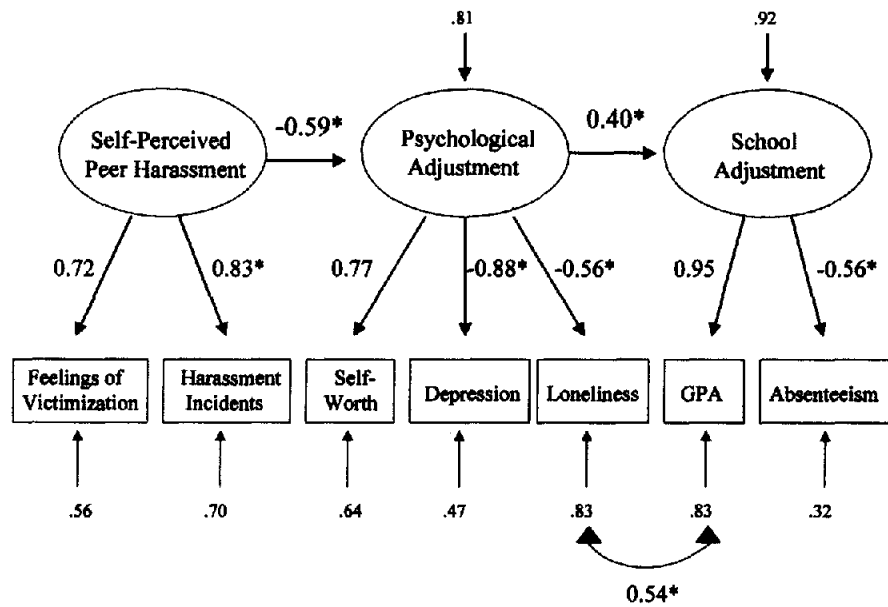 .81
.92
-0.59*
0.40*
Self-Perceived
Peer Harassment
Psychological
Adjustment
School
Adjustment
0.72
0.83*
0.77
-0.88*
-0.56*
0.95
-0.56*
Feelings of
Victimization
Harassment
Incidents
Self-
Worth
Depression
Loneliness
GPA
Absenteeism
.56
.70
.64
.47
.83
.83
.32
0.54*